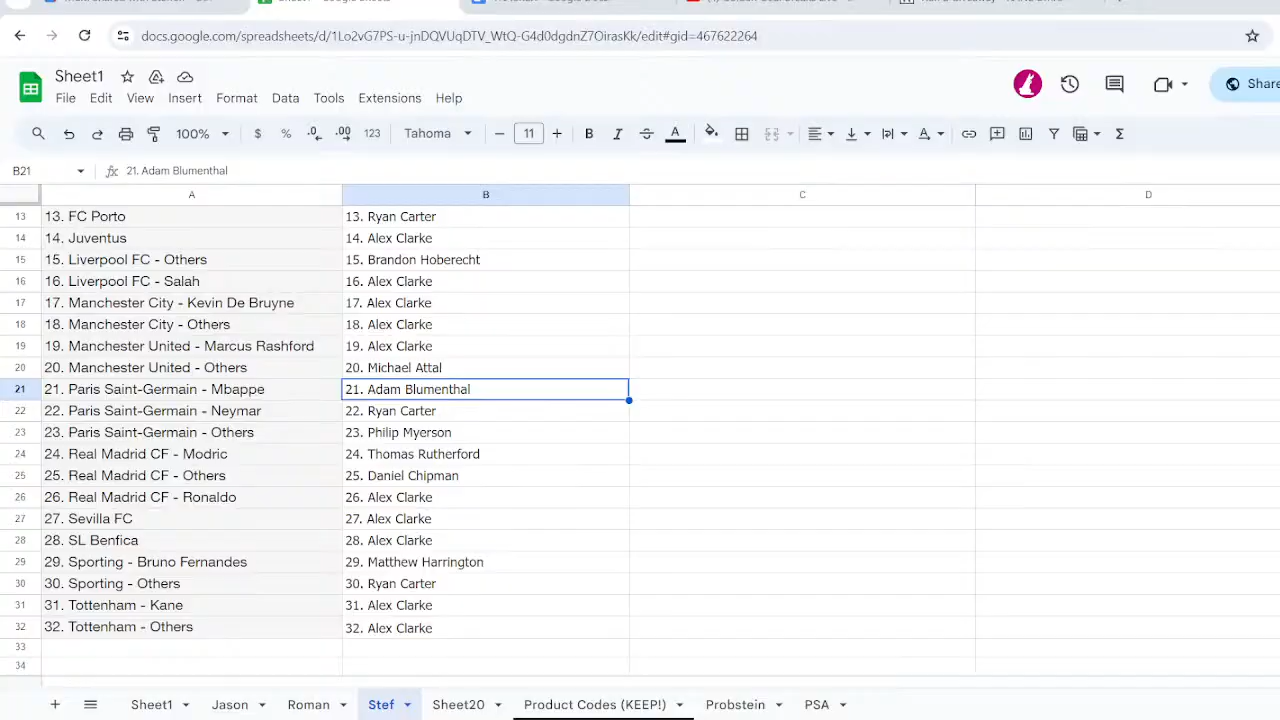 docs.google.com/spreadsheets/d/1Lo2vG7PS-u-jnDQVUqDTV_WtQ-G4d0dgdnZ7OirasKk/edit#gid=467622264
Sheet1
File Edit View Insert Format Data Tools Extensions Help
Share
100% $ % .0 .00 123 Tahoma 11 B I A
B21 fx 21. Adam Blumenthal
A B C D
13 13. FC Porto 13. Ryan Carter
14 14. Juventus 14. Alex Clarke
15 15. Liverpool FC - Others 15. Brandon Hoberecht
16 16. Liverpool FC - Salah 16. Alex Clarke
17 17. Manchester City - Kevin De Bruyne 17. Alex Clarke
18 18. Manchester City - Others 18. Alex Clarke
19 19. Manchester United - Marcus Rashford 19. Alex Clarke
20 20. Manchester United - Others 20. Michael Attal
21 21. Paris Saint-Germain - Mbappe 21. Adam Blumenthal
22 22. Paris Saint-Germain - Neymar 22. Ryan Carter
23 23. Paris Saint-Germain - Others 23. Philip Myerson
24 24. Real Madrid CF - Modric 24. Thomas Rutherford
25 25. Real Madrid CF - Others 25. Daniel Chipman
26 26. Real Madrid CF - Ronaldo 26. Alex Clarke
27 27. Sevilla FC 27. Alex Clarke
28 28. SL Benfica 28. Alex Clarke
29 29. Sporting - Bruno Fernandes 29. Matthew Harrington
30 30. Sporting - Others 30. Ryan Carter
31 31. Tottenham - Kane 31. Alex Clarke
32 32. Tottenham - Others 32. Alex Clarke
33
34
Sheet1 Jason Roman Stef Sheet20 Product Codes (KEEP!) Probstein PSA